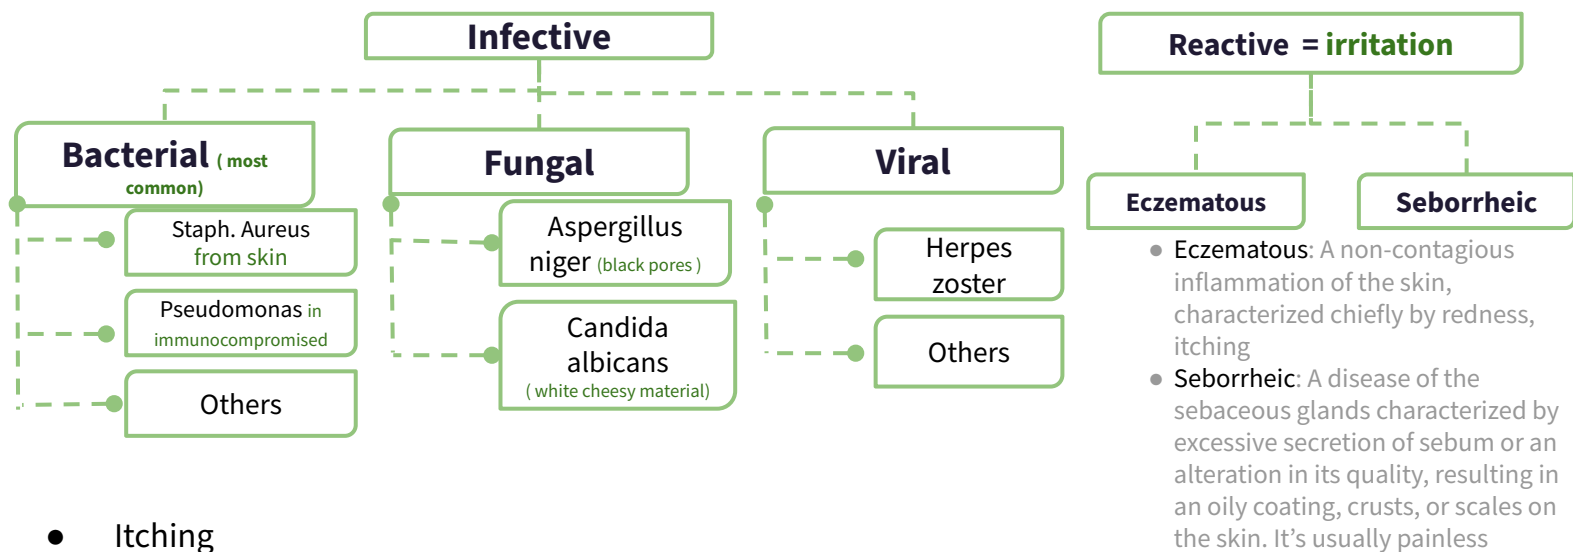 Infective
Bacterial ( most
common)
Staph. Aureus
from skin
Pseudomonas in
immunocompromised
Others
Fungal
Aspergillus
niger (black pores )
Candida
albicans
( white cheesy material)
Viral
Herpes
zoster
Others
Reactive = irritation
Eczematous
Seborrheic
● Eczematous: A non-contagious
inflammation of the skin,
characterized chiefly by redness,
itching
● Seborrheic: A disease of the
sebaceous glands characterized by
excessive secretion of sebum or an
alteration in its quality, resulting in
an oily coating, crusts, or scales on
the skin. It’s usually painless
● Itching